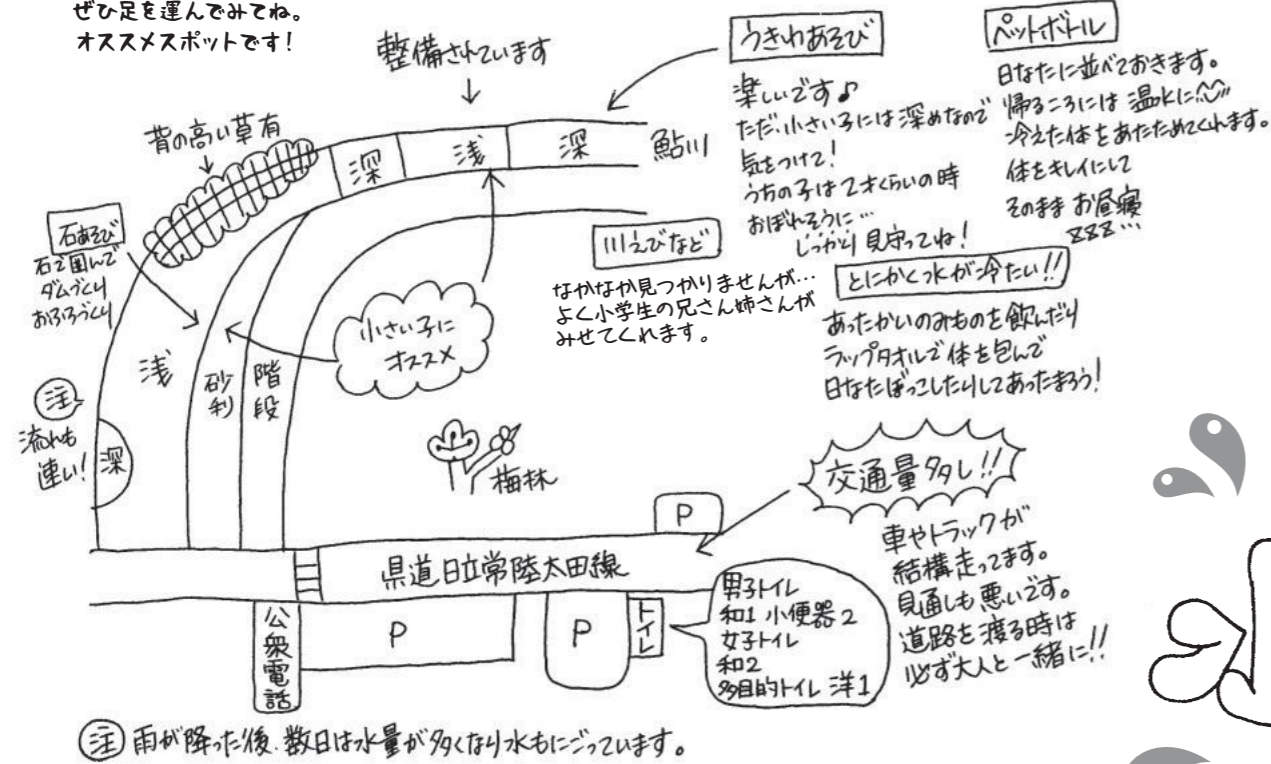 ぜひ足を運んでみてね。
オススメスポットです!
整備されています
背の高い草有
深
浅
深
鮎川
うきわあそび
楽しいです♪
ただ、小さい子には深めなので
気をつけて!
うちの子は2才くらいの時
おぼれそうに…
しっかり見守ってね!
ペットボトル
日なたに並べておきます。
帰るころには温水に
冷えた体をあたためてくれます。
体をキレイにして
そのままお昼寝
zzz…
石あそび
石で囲んで
ダムづくり
おふろづくり
川えびなど
なかなか見つかりませんが…
よく小学生の兄さん姉さんが
みせてくれます。
とにかく水が冷たい!!
あったかいのみものを飲んだり
ラップタオルで体を包んで
日なたぼっこしたりしてあったまろう!
小さい子に
オススメ
浅
砂利
階段
注
流れも
速い!
深
梅林
交通量多し!!
車やトラックが
結構走ってます。
見通しも悪いです。
道路を渡る時は
必ず大人と一緒に!!
P
県道日立常陸太田線
公衆電話
P
P
トイレ
男子トイレ
和1 小便器2
女子トイレ
和2
多目的トイレ 洋1
注 雨が降った後、数日は水量が多くなり水もにごっています。